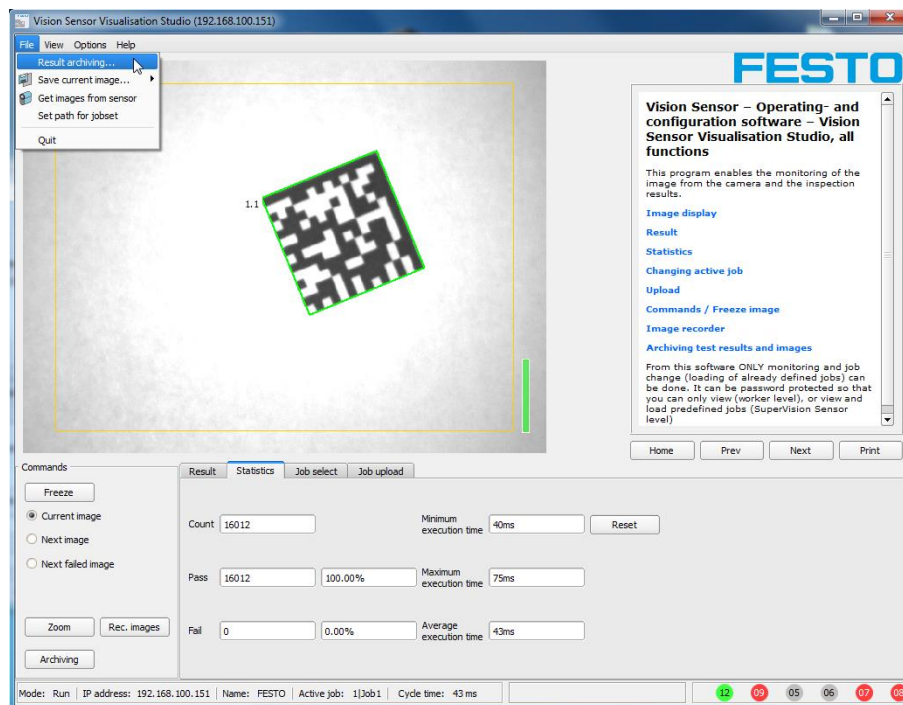 Vision Sensor Visualisation Studio (192.168.100.151)
File View Options Help
Result archiving...
Save current image...
Get images from sensor
Set path for jobset
Quit
FESTO
1.1
Vision Sensor – Operating- and
configuration software – Vision
Sensor Visualisation Studio, all
functions
This program enables the monitoring of the
image from the camera and the inspection
results.
Image display
Result
Statistics
Changing active job
Upload
Commands / Freeze image
Image recorder
Archiving test results and images
From this software ONLY monitoring and job
change (loading of already defined jobs) can
be done. It can be password protected so that
you can only view (worker level), or view and
load predefined jobs (SuperVision Sensor
level)
Home Prev Next Print
Commands
Freeze
Current image
Next image
Next failed image
Zoom Rec. images
Archiving
Result Statistics Job select Job upload
Count 16012 Minimum
execution time 40ms Reset
Pass 16012 100.00% Maximum
execution time 75ms
Fail 0 0.00% Average
execution time 43ms
Mode: Run IP address: 192.168.100.151 Name: FESTO Active job: 1|Job1 Cycle time: 43 ms
12 09 05 06 07 08